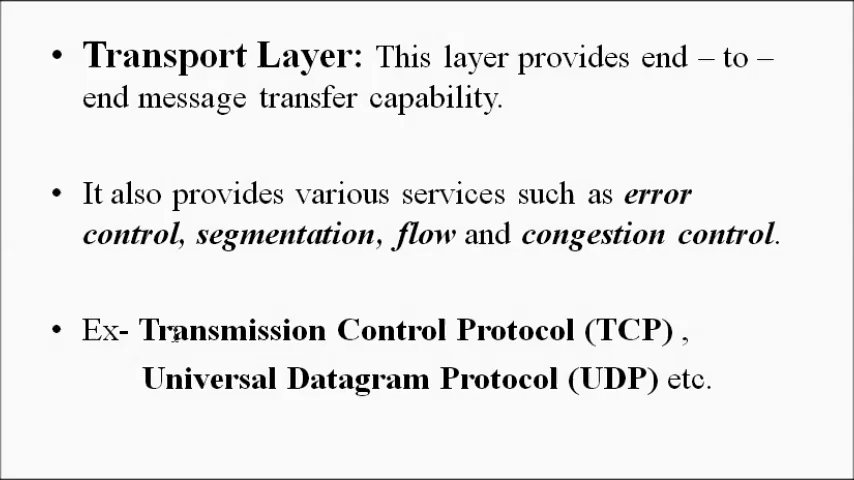 • Transport Layer: This layer provides end – to –
end message transfer capability.
• It also provides various services such as error
control, segmentation, flow and congestion control.
• Ex- Transmission Control Protocol (TCP) ,
Universal Datagram Protocol (UDP) etc.